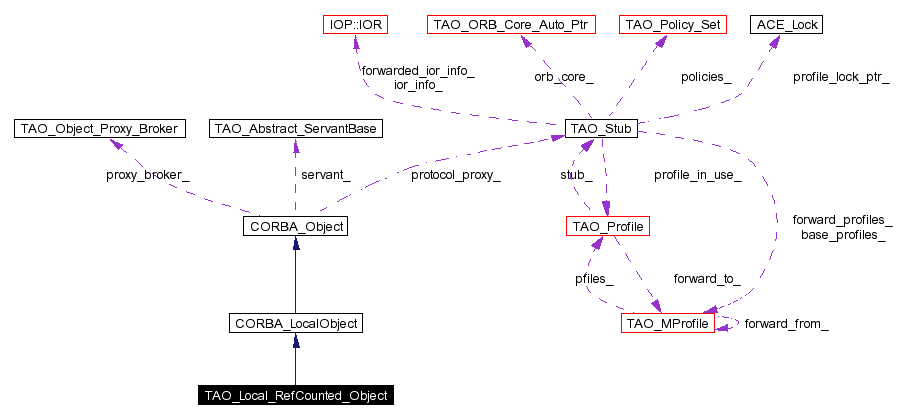 IOP::IOR
TAO_ORB_Core_Auto_Ptr
TAO_Policy_Set
ACE_Lock
forwarded_ior_info_
ior_info_
orb_core_
policies_
profile_lock_ptr_
TAO_Object_Proxy_Broker
TAO_Abstract_ServantBase
TAO_Stub
proxy_broker_
servant_
protocol_proxy_
stub_
profile_in_use_
forward_profiles_
base_profiles_
CORBA_Object
TAO_Profile
pfiles_
forward_to_
CORBA_LocalObject
TAO_MProfile
forward_from_
TAO_Local_RefCounted_Object